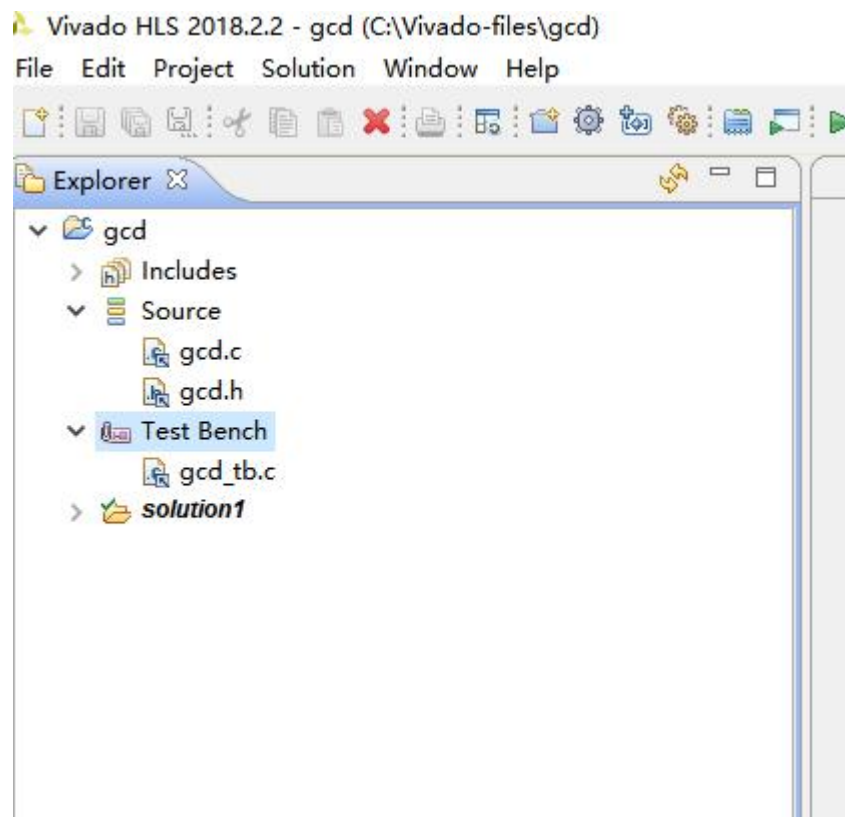 Vivado HLS 2018.2.2 - gcd (C:\Vivado-files\gcd)
File Edit Project Solution Window Help
Explorer
gcd
Includes
Source
gcd.c
gcd.h
Test Bench
gcd_tb.c
solution1